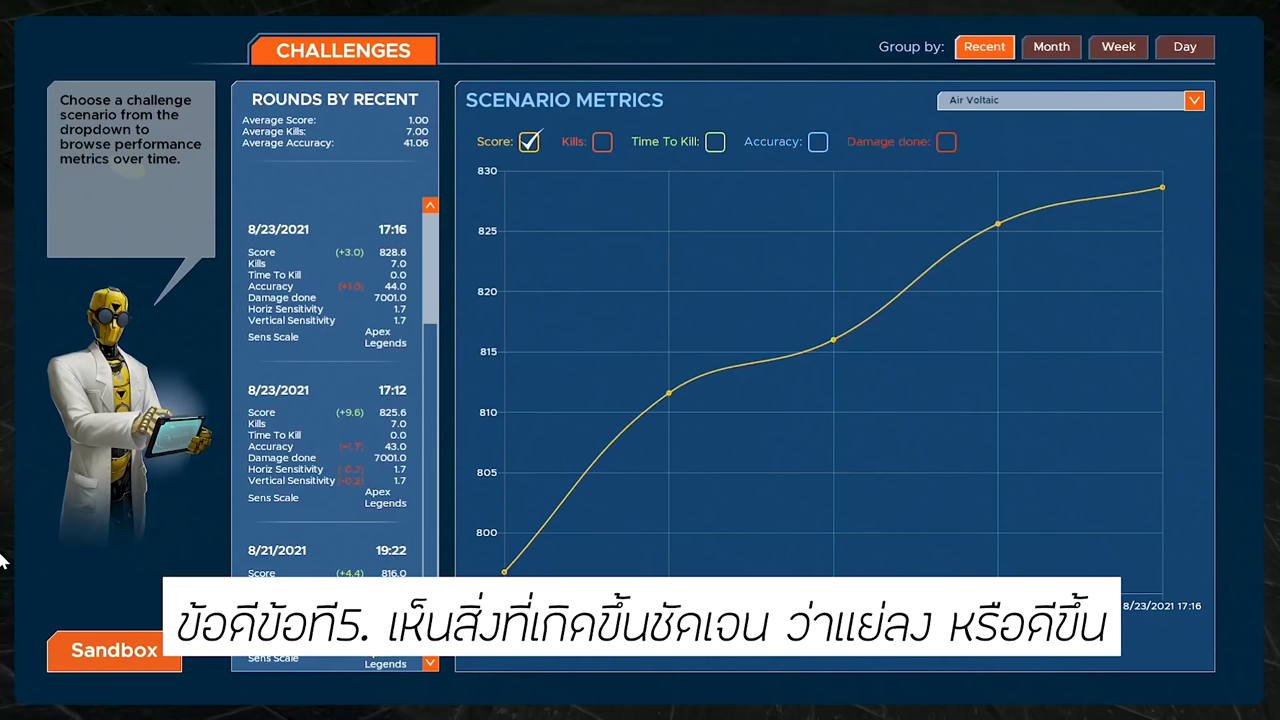 CHALLENGES
Group by:
Recent
Month
Week
Day
Choose a challenge
scenario from the
dropdown to
browse performance
metrics over time.
ROUNDS BY RECENT
Average Score: 1.00
Average Kills: 7.00
Average Accuracy: 41.06
8/23/2021 17:16
Score (+3.0) 828.6
Kills 7.0
Time To Kill 0.0
Accuracy (+1.0) 44.0
Damage done 7001.0
Horiz Sensitivity 1.7
Vertical Sensitivity 1.7
Sens Scale Apex
Legends
8/23/2021 17:12
Score (+9.6) 825.6
Kills 7.0
Time To Kill 0.0
Accuracy 43.0
Damage done 7001.0
Horiz Sensitivity (-0.2) 1.7
Vertical Sensitivity (-0.2) 1.7
Sens Scale Apex
Legends
8/21/2021 19:22
Score (+4.4) 816.0
Sens Scale Apex
Legends
SCENARIO METRICS
Air Voltaic
Score:
Kills:
Time To Kill:
Accuracy:
Damage done:
830
825
820
815
810
805
800
8/23/2021 17:16
Sandbox
ข้อดีข้อที่5. เห็นสิ่งที่เกิดขึ้นชัดเจน ว่าแย่ลง หรือดีขึ้น